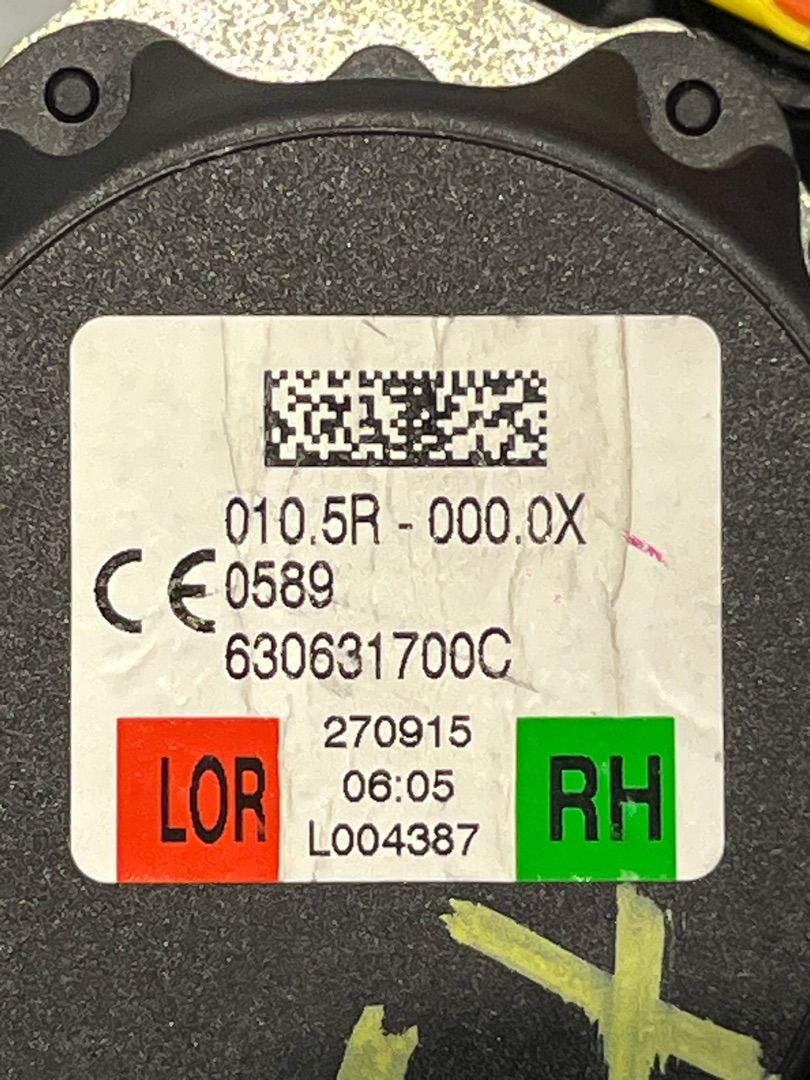 010.5R - 000.0X
CE 0589
630631700C
270915
06:05
L004387
LOR
RH